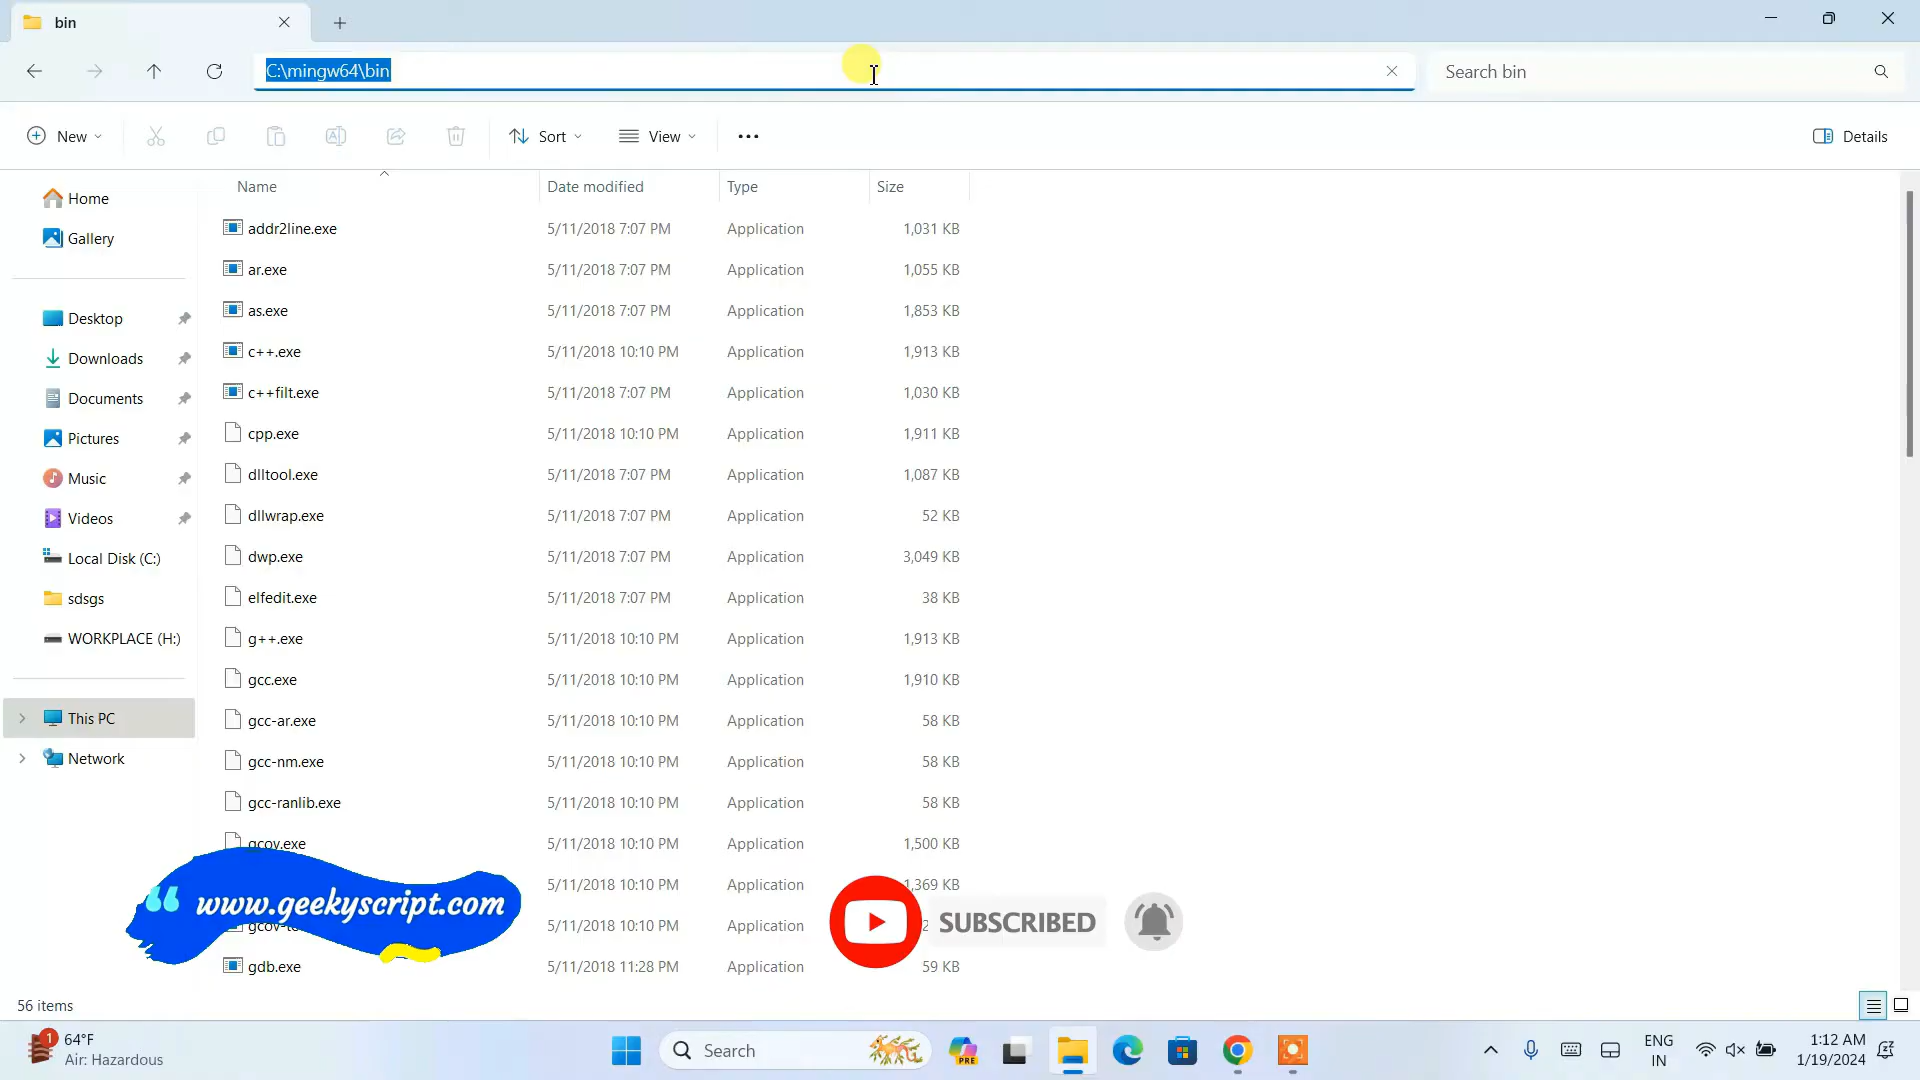 bin
C:\mingw64\bin
Search bin
New
Sort
View
Details
Name Date modified Type Size
Home
Gallery
Desktop
Downloads
Documents
Pictures
Music
Videos
Local Disk (C:)
sdsgs
WORKPLACE (H:)
This PC
Network
addr2line.exe 5/11/2018 7:07 PM Application 1,031 KB
ar.exe 5/11/2018 7:07 PM Application 1,055 KB
as.exe 5/11/2018 7:07 PM Application 1,853 KB
c++.exe 5/11/2018 10:10 PM Application 1,913 KB
c++filt.exe 5/11/2018 7:07 PM Application 1,030 KB
cpp.exe 5/11/2018 10:10 PM Application 1,911 KB
dlltool.exe 5/11/2018 7:07 PM Application 1,087 KB
dllwrap.exe 5/11/2018 7:07 PM Application 52 KB
dwp.exe 5/11/2018 7:07 PM Application 3,049 KB
elfedit.exe 5/11/2018 7:07 PM Application 38 KB
g++.exe 5/11/2018 10:10 PM Application 1,913 KB
gcc.exe 5/11/2018 10:10 PM Application 1,910 KB
gcc-ar.exe 5/11/2018 10:10 PM Application 58 KB
gcc-nm.exe 5/11/2018 10:10 PM Application 58 KB
gcc-ranlib.exe 5/11/2018 10:10 PM Application 58 KB
gcov.exe 5/11/2018 10:10 PM Application 1,500 KB
5/11/2018 10:10 PM Application 1,369 KB
5/11/2018 10:10 PM Application
gdb.exe 5/11/2018 11:28 PM Application 59 KB
www.geekyscript.com
SUBSCRIBED
56 items
1
64°F
Air: Hazardous
Search
PRE
ENG
IN
1:12 AM
1/19/2024